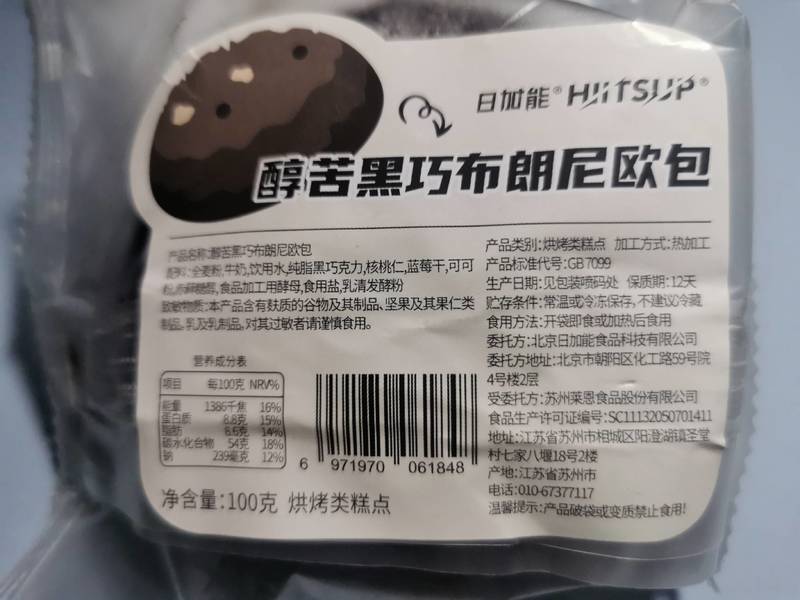 日加能® HIITSUP®
醇苦黑巧布朗尼欧包
产品名称:醇苦黑巧布朗尼欧包
配料:全麦粉,牛奶,饮用水,纯脂黑巧克力,核桃仁,蓝莓干,可可
粉,赤藓糖醇,食品加工用酵母,食用盐,乳清发酵粉
致敏物质:本产品含有麸质的谷物及其制品、坚果及其果仁类
制品、乳及乳制品,对其过敏者请谨慎食用。
营养成分表
项目 每100克 NRV%
能量 1386千焦 16%
蛋白质 8.8克 15%
脂肪 8.6克 14%
碳水化合物 54克 18%
钠 239毫克 12%
6 971970 061848
净含量:100克 烘烤类糕点
产品类别:烘烤类糕点 加工方式:热加工
产品标准代号:GB 7099
生产日期:见包装喷码处 保质期:12天
贮存条件:常温或冷冻保存,不建议冷藏
食用方法:开袋即食或加热后食用
委托方:北京日加能食品科技有限公司
委托方地址:北京市朝阳区化工路59号院
4号楼2层
受委托方:苏州莱恩食品股份有限公司
食品生产许可证编号:SC11132050701411
地址:江苏省苏州市相城区阳澄湖镇圣堂
村七家八堰18号2楼
产地:江苏省苏州市
电话:010-67377117
温馨提示:产品破袋或变质禁止食用!